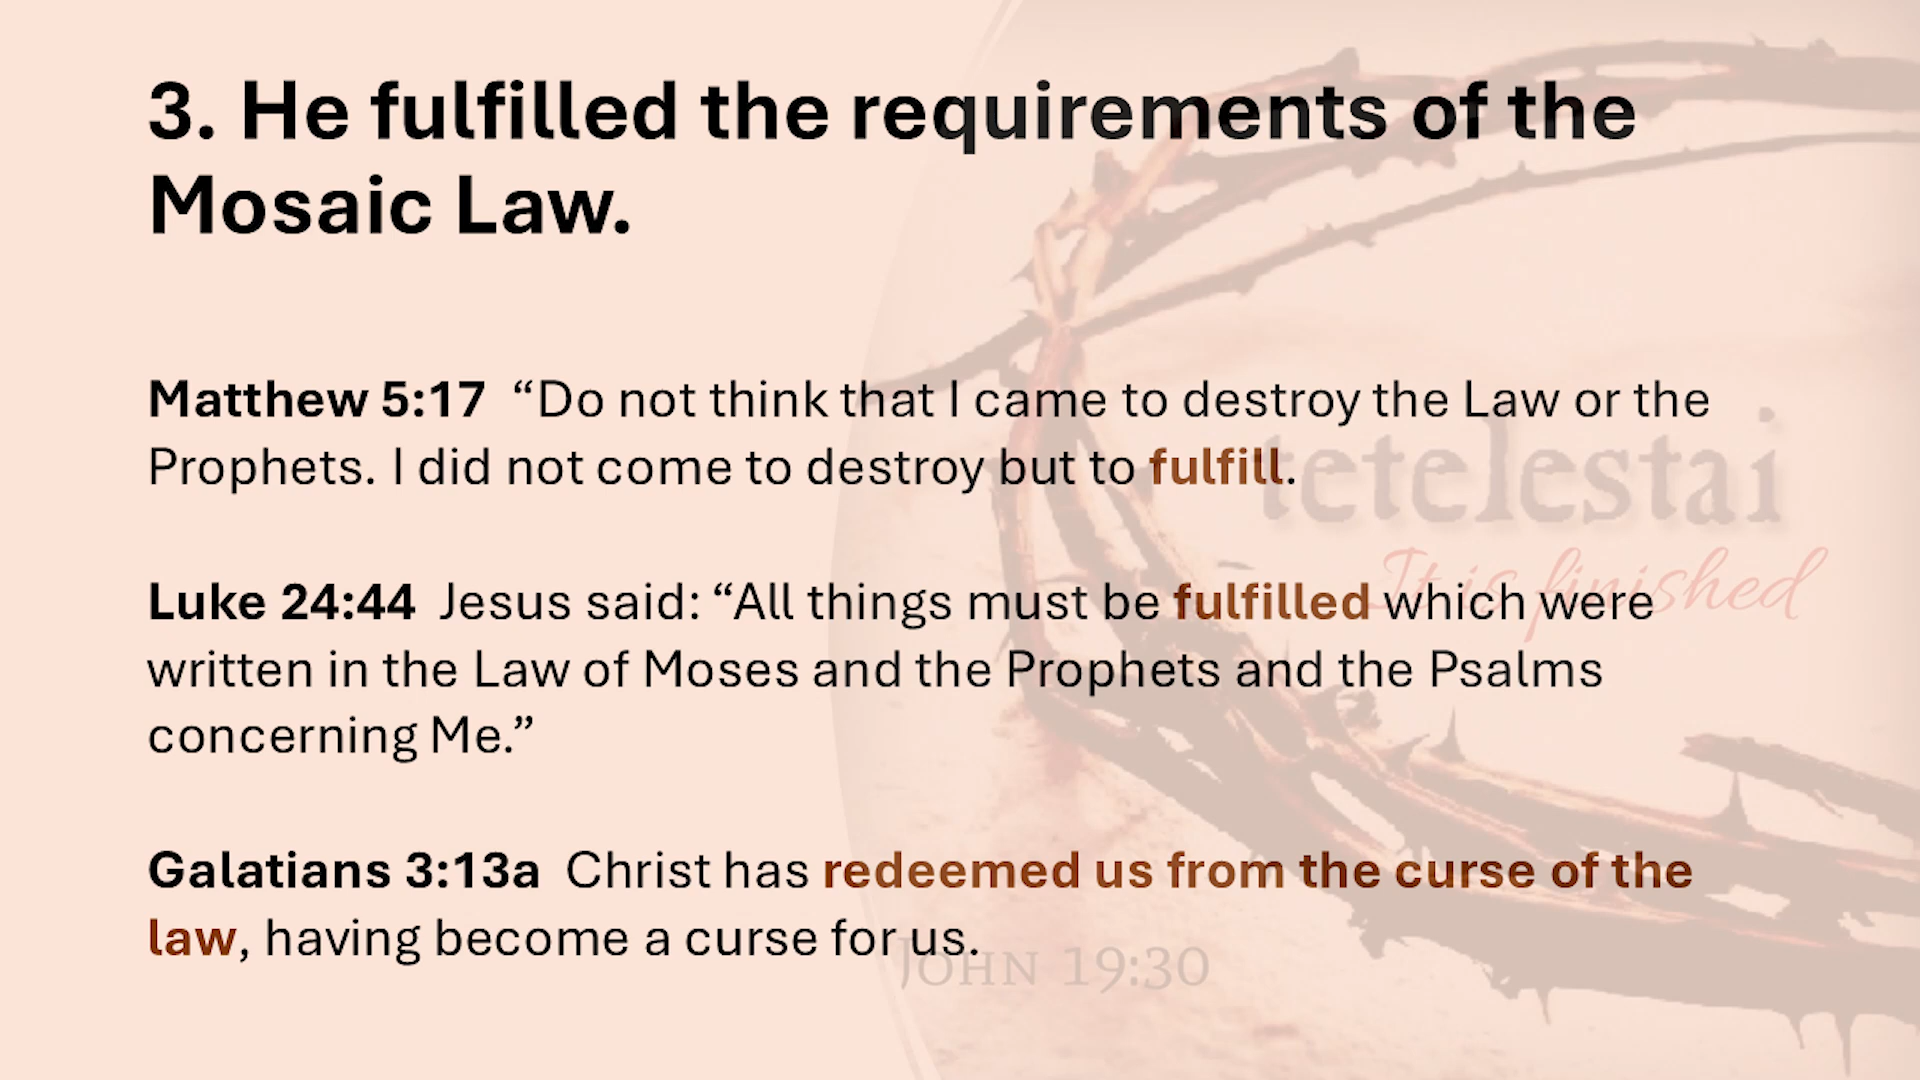 3. He fulfilled the requirements of the
Mosaic Law.
Matthew 5:17 “Do not think that I came to destroy the Law or the
Prophets. I did not come to destroy but to fulfill.
tetelestai
It is finished
Luke 24:44 Jesus said: “All things must be fulfilled which were
written in the Law of Moses and the Prophets and the Psalms
concerning Me.”
Galatians 3:13a Christ has redeemed us from the curse of the
law, having become a curse for us.
John 19:30